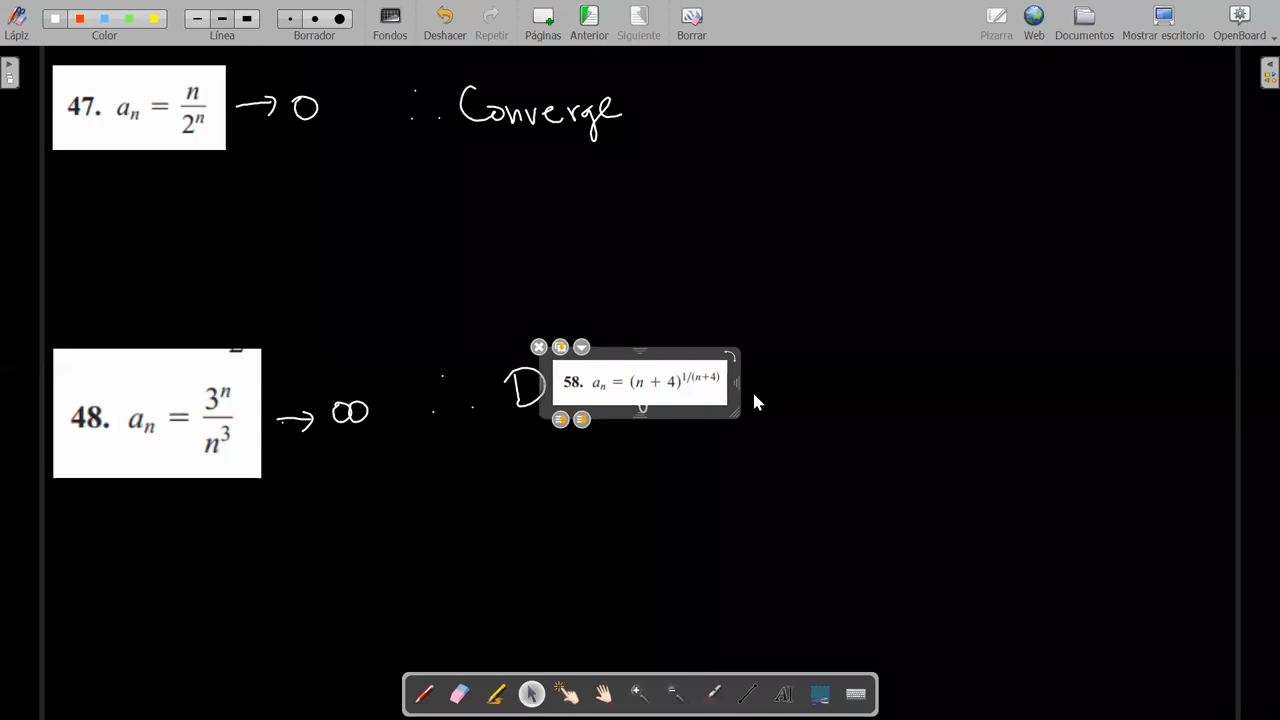 Lápiz Color Línea Borrador Fondos Deshacer Repetir Páginas Anterior Siguiente Borrar Pizarra Web Documentos Mostrar escritorio OpenBoard
47. aₙ = n/2ⁿ → 0 ∴ Converge
48. aₙ = 3ⁿ/n³ → ∞ ∴ D
58. aₙ = (n + 4)^{1/(n+4)}
AI